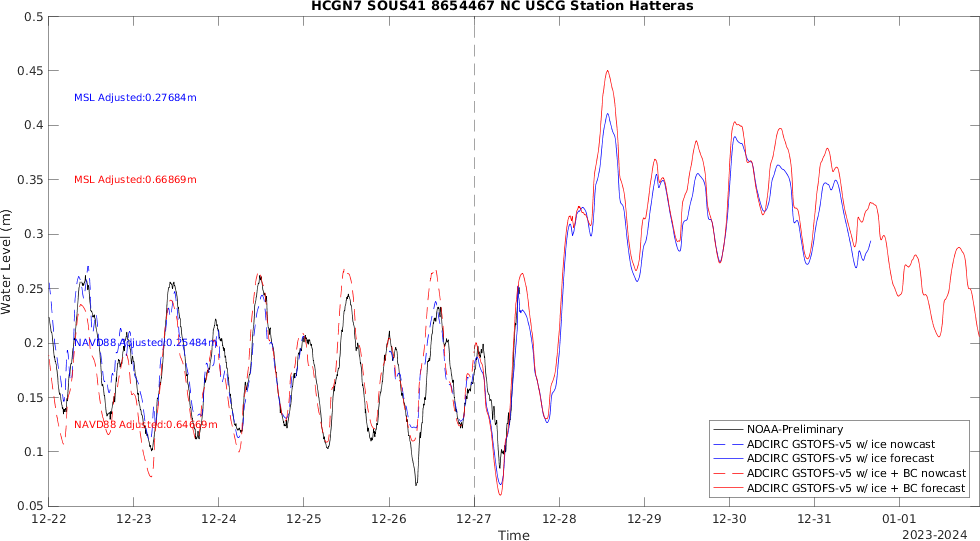 HCGN7 SOUS41 8654467 NC USCG Station Hatteras
0.5
0.45
0.4
0.35
0.3
0.25
0.2
0.15
0.1
0.05
Water Level (m)
MSL Adjusted:0.27684m
MSL Adjusted:0.66869m
NAVD88 Adjusted:0.25484m
NAVD88 Adjusted:0.64669m
NOAA-Preliminary
ADCIRC GSTOFS-v5 w/ ice nowcast
ADCIRC GSTOFS-v5 w/ ice forecast
ADCIRC GSTOFS-v5 w/ ice + BC nowcast
ADCIRC GSTOFS-v5 w/ ice + BC forecast
12-22 12-23 12-24 12-25 12-26 12-27 12-28 12-29 12-30 12-31 01-01
Time
2023-2024